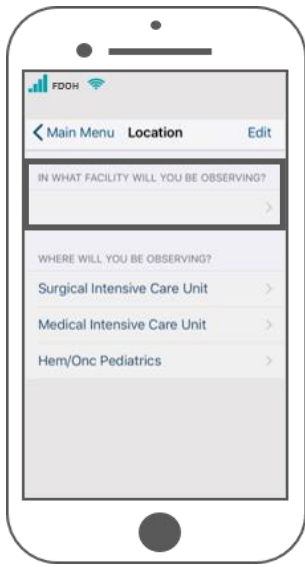 FDOH
Main Menu Location Edit
IN WHAT FACILITY WILL YOU BE OBSERVING?
WHERE WILL YOU BE OBSERVING?
Surgical Intensive Care Unit
Medical Intensive Care Unit
Hem/Onc Pediatrics